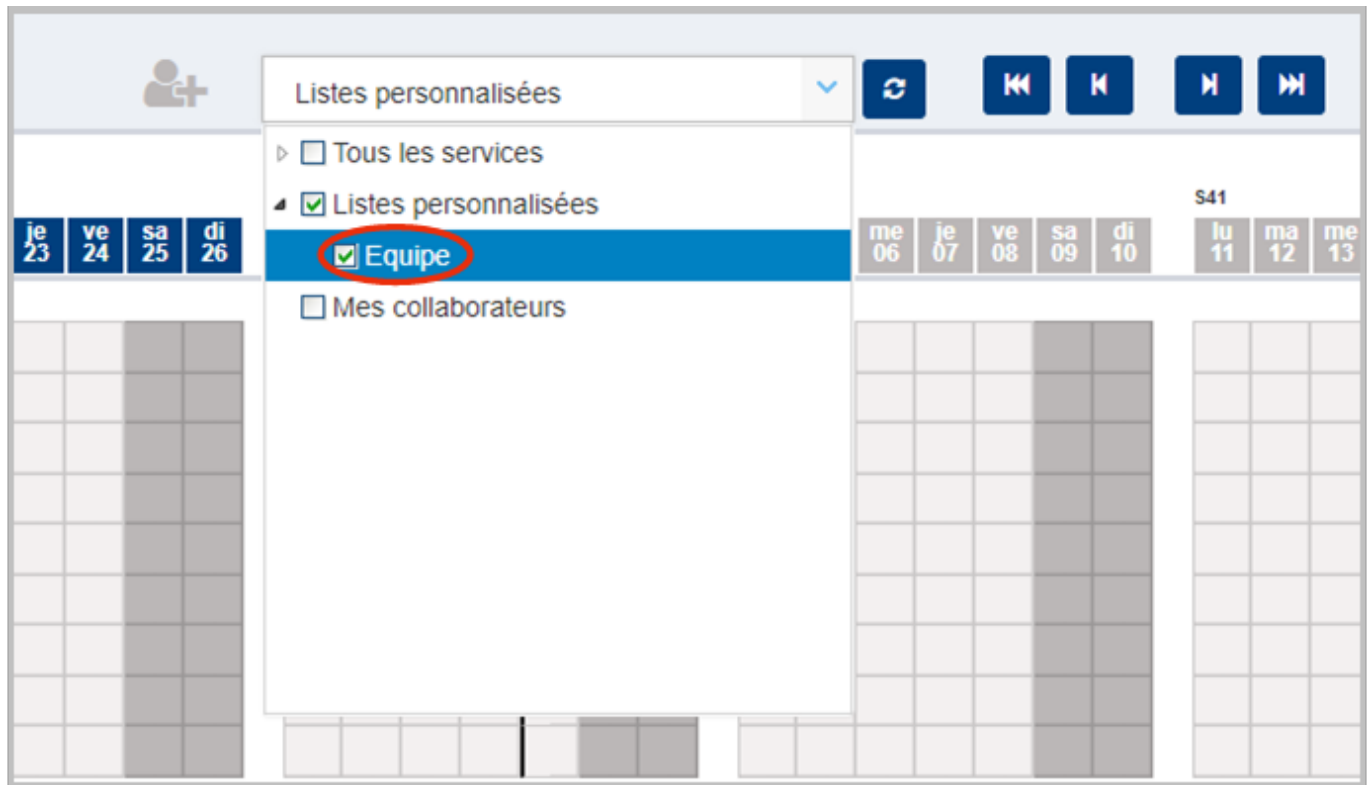 Listes personnalisées
Tous les services
Listes personnalisées
Equipe
Mes collaborateurs
S41
je ve sa di
23 24 25 26
me je ve sa di lu ma me
06 07 08 09 10 11 12 13